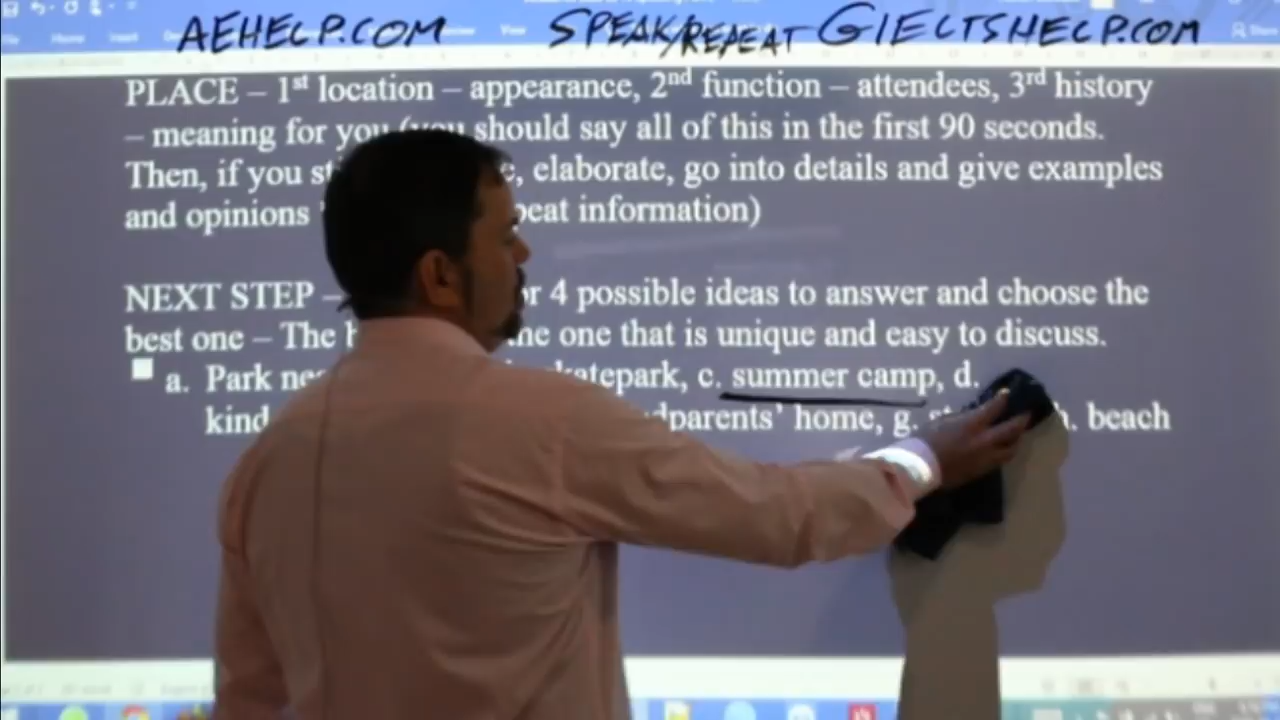 AEHELP.COM SPEAK/REPEAT GIELTSHELP.COM
PLACE – 1st location – appearance, 2nd function – attendees, 3rd history
– meaning for you (you should say all of this in the first 90 seconds.
Then, if you elaborate, go into details and give examples
and opinions information)
NEXT STEP – 4 possible ideas to answer and choose the
best one – The one that is unique and easy to discuss.
a. Park c. summer camp, d.
home, g. beach